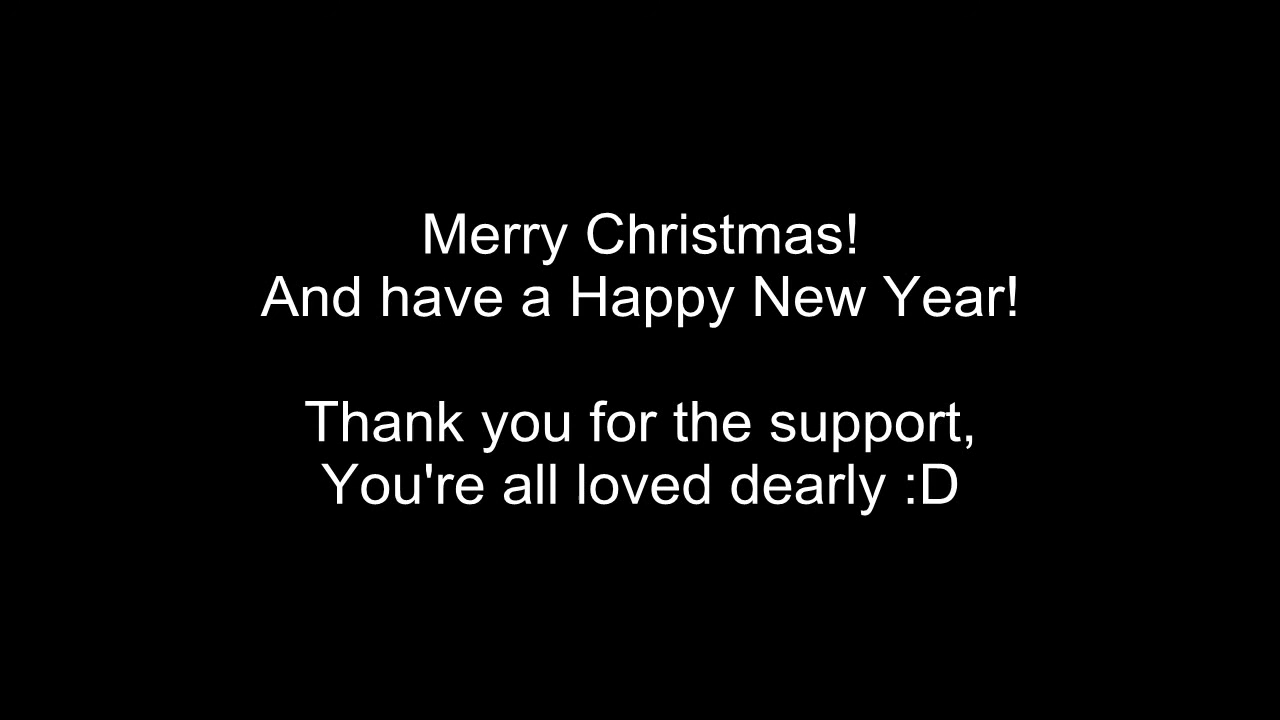 Merry Christmas!
And have a Happy New Year!
Thank you for the support,
You're all loved dearly :D